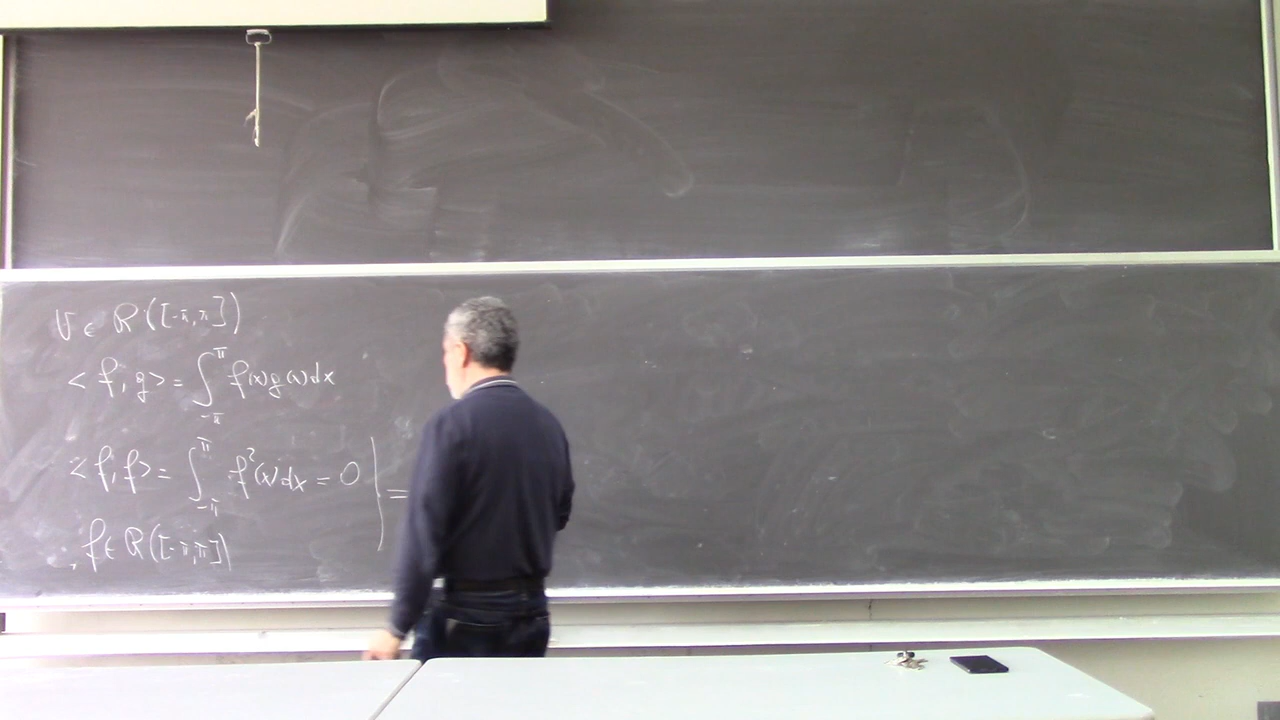 V ∈ R([-π,π])
<f,g> = ∫_{-π}^{π} f(x)g(x)dx
<f,f> = ∫_{-π}^{π} f²(x)dx = 0 | =
, f ∈ R([-π,π])